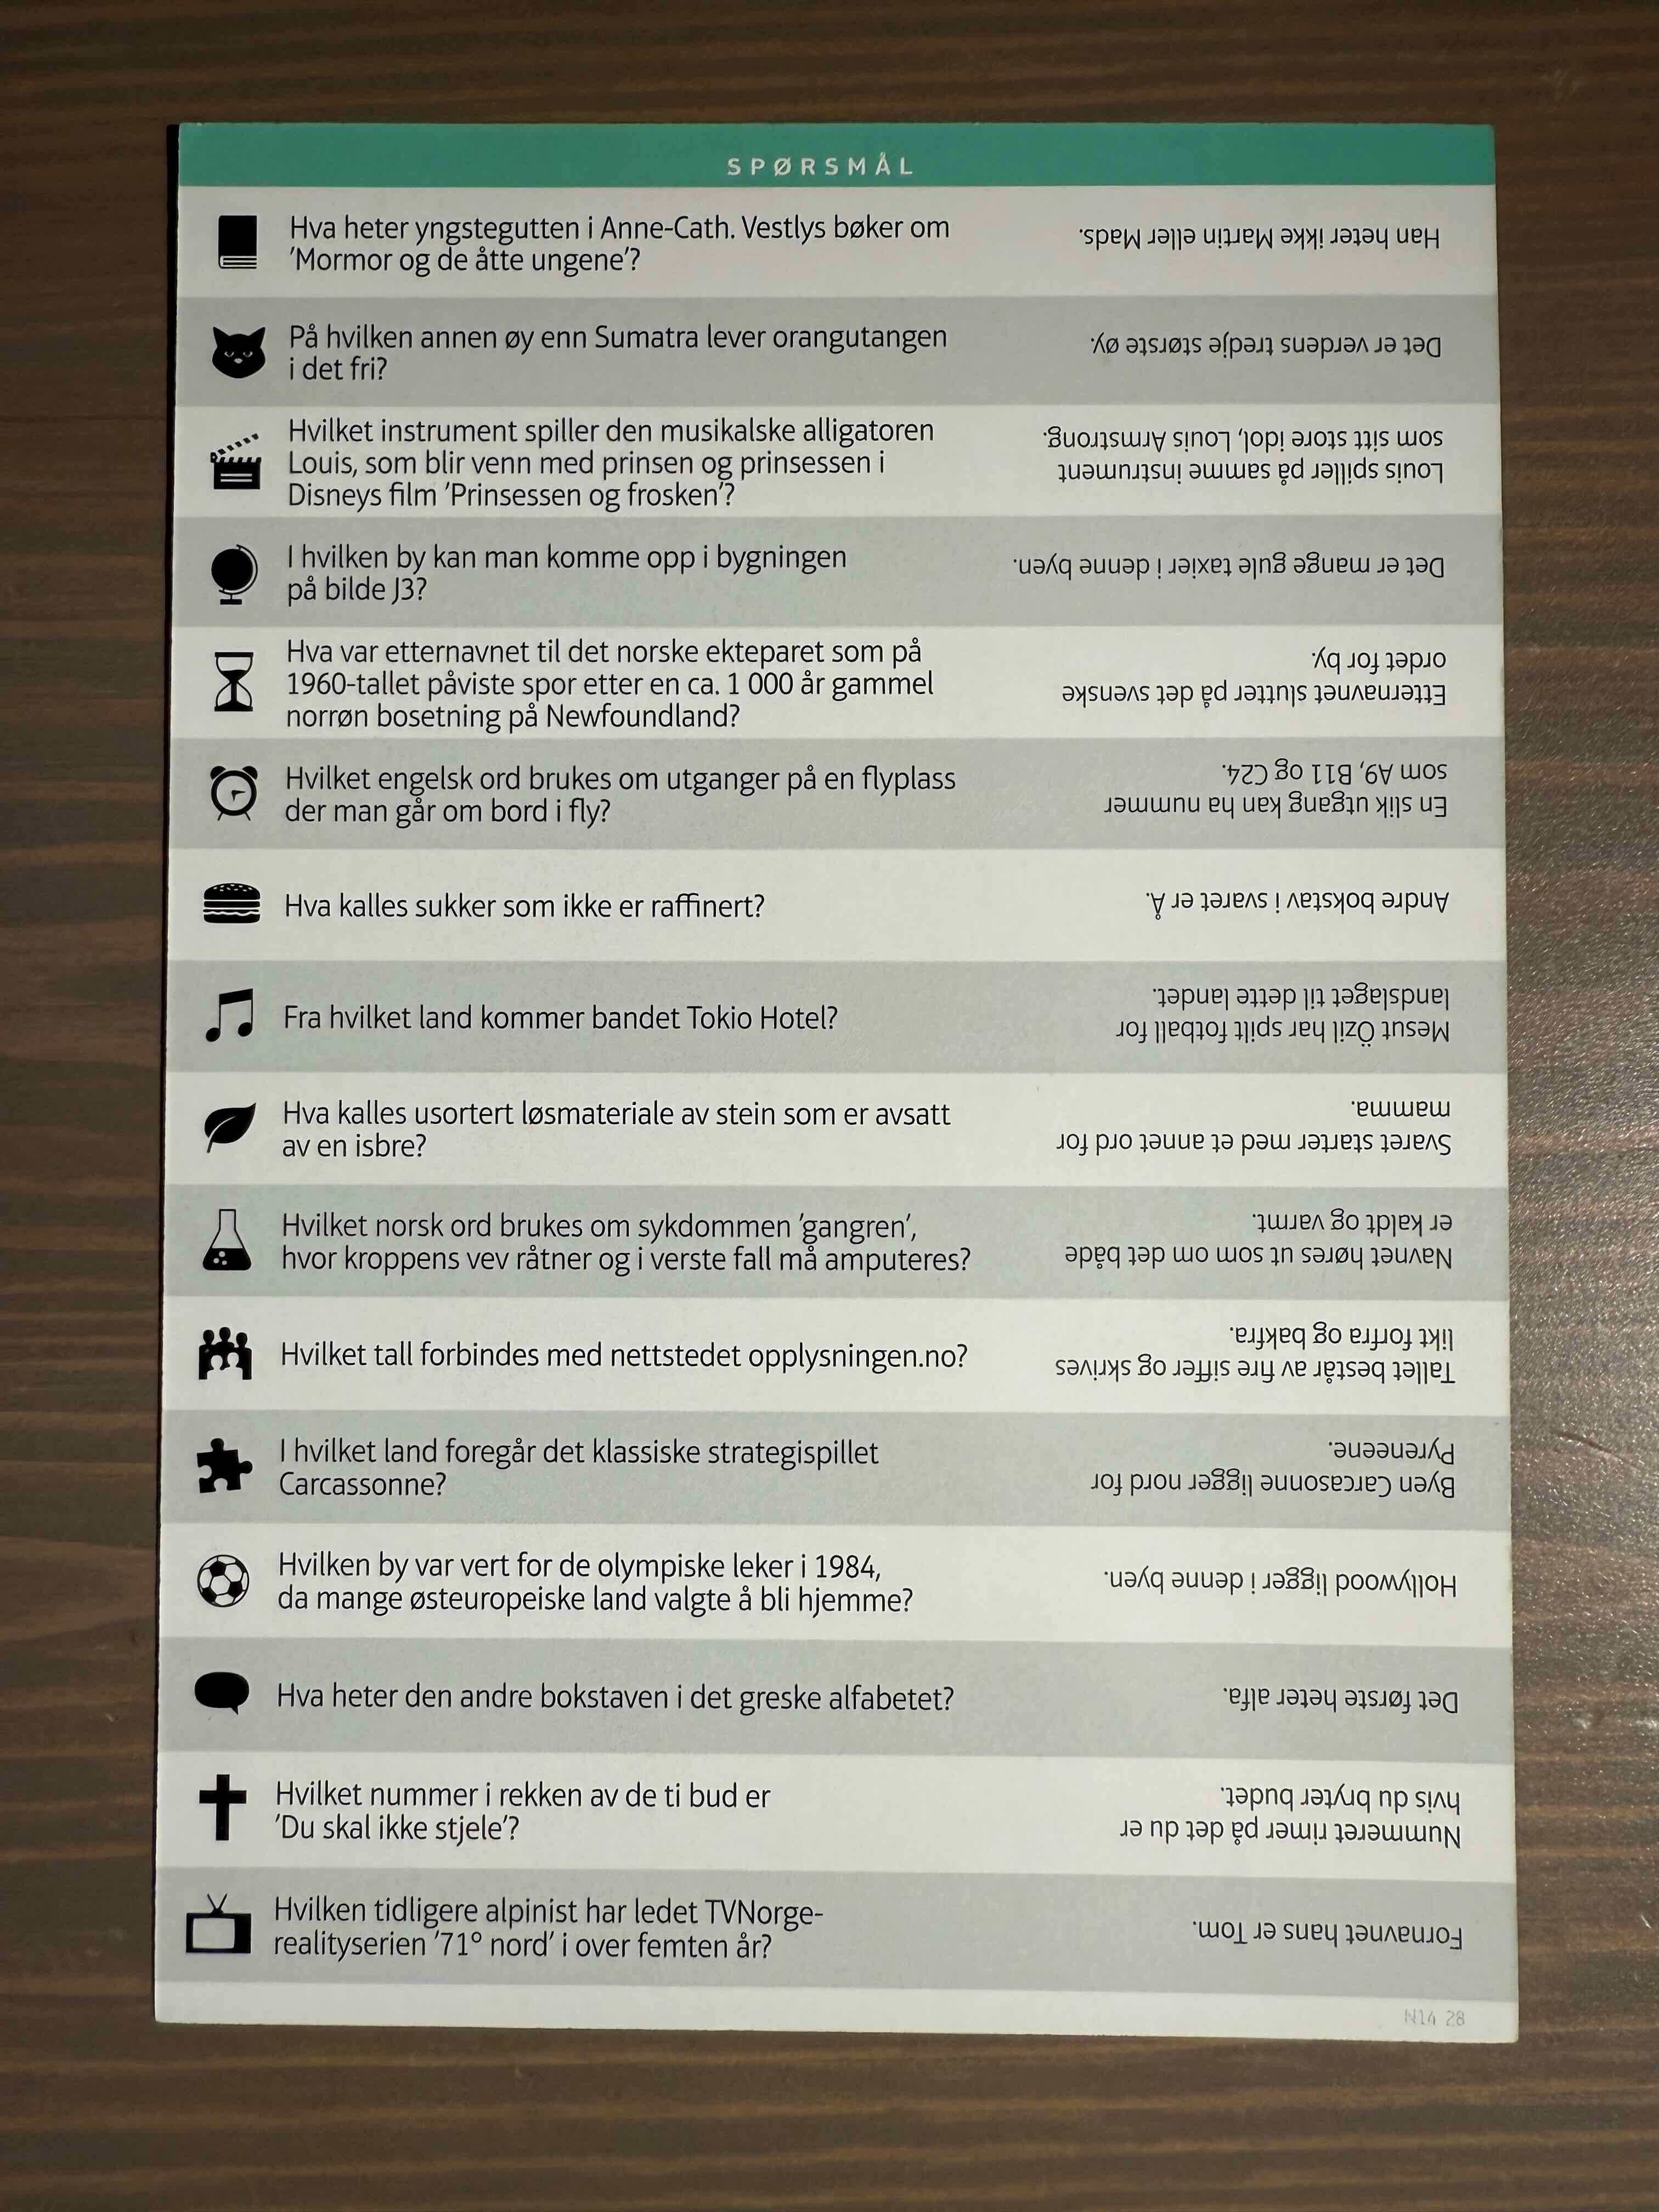 SPØRSMÅL
Hva heter yngstegutten i Anne-Cath. Vestlys bøker om
'Mormor og de åtte ungene'?
Han heter ikke Martin eller Mads.
På hvilken annen øy enn Sumatra lever orangutangen
i det fri?
Det er verdens tredje største øy.
Hvilket instrument spiller den musikalske alligatoren
Louis, som blir venn med prinsen og prinsessen i
Disneys film 'Prinsessen og frosken'?
Louis spiller på samme instrument
som sitt store idol, Louis Armstrong.
I hvilken by kan man komme opp i bygningen
på bilde J3?
Det er mange gule taxier i denne byen.
Hva var etternavnet til det norske ekteparet som på
1960-tallet påviste spor etter en ca. 1 000 år gammel
norrøn bosetning på Newfoundland?
Etternavnet slutter på det svenske
ordet for by.
Hvilket engelsk ord brukes om utganger på en flyplass
der man går om bord i fly?
En slik utgang kan ha nummer
som A9, B11 og C24.
Hva kalles sukker som ikke er raffinert?
Andre bokstav i svaret er Å.
Fra hvilket land kommer bandet Tokio Hotel?
Mesut Özil har spilt fotball for
landslaget til dette landet.
Hva kalles usortert løsmateriale av stein som er avsatt
av en isbre?
Svaret starter med et annet ord for
mamma.
Hvilket norsk ord brukes om sykdommen 'gangren',
hvor kroppens vev råtner og i verste fall må amputeres?
Navnet høres ut som om det både
er kaldt og varmt.
Hvilket tall forbindes med nettstedet opplysningen.no?
Tallet består av fire siffer og skrives
likt forfra og bakfra.
I hvilket land foregår det klassiske strategispillet
Carcassonne?
Byen Carcasonne ligger nord for
Pyreneene.
Hvilken by var vert for de olympiske leker i 1984,
da mange østeuropeiske land valgte å bli hjemme?
Hollywood ligger i denne byen.
Hva heter den andre bokstaven i det greske alfabetet?
Det første heter alfa.
Hvilket nummer i rekken av de ti bud er
'Du skal ikke stjele'?
Nummeret rimer på det du er
hvis du bryter budet.
Hvilken tidligere alpinist har ledet TVNorge-
realityserien '71° nord' i over femten år?
Fornavnet hans er Tom.
N14 28